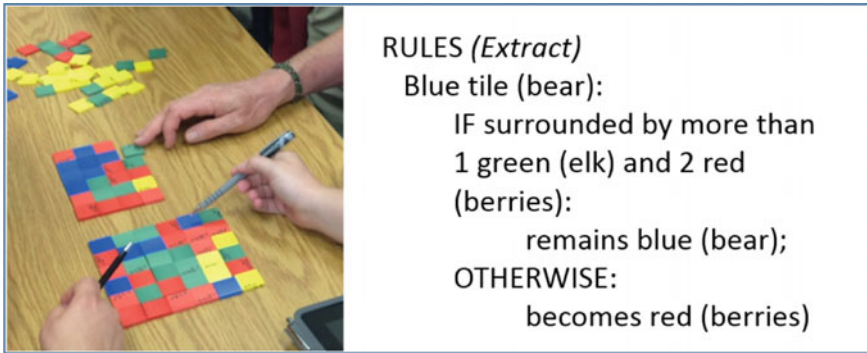 RULES (Extract)
Blue tile (bear):
IF surrounded by more than
1 green (elk) and 2 red
(berries):
remains blue (bear);
OTHERWISE:
becomes red (berries)